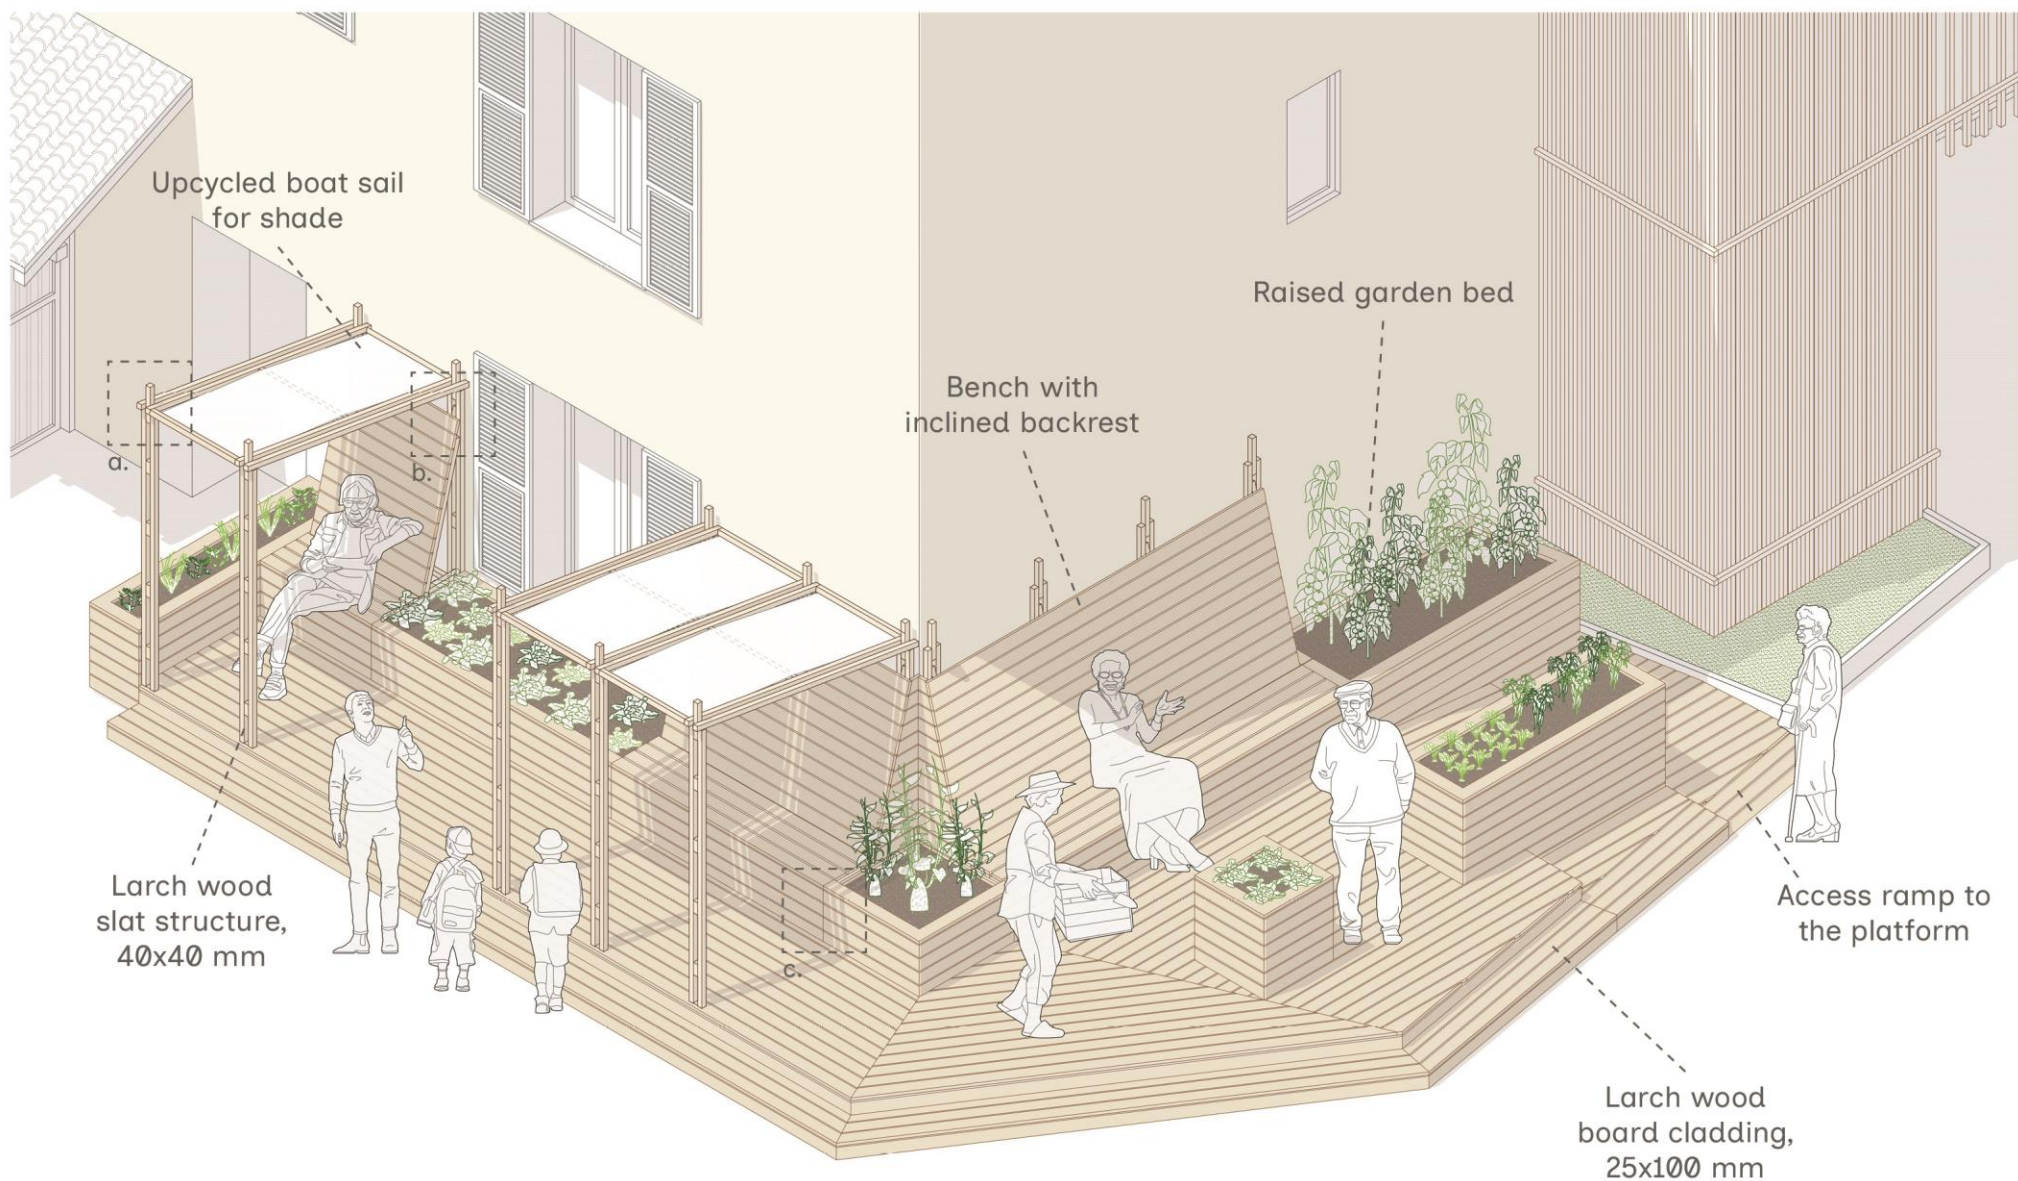 Upcycled boat sail
for shade
Raised garden bed
Bench with
inclined backrest
a.
b.
Larch wood
slat structure,
40x40 mm
c.
Access ramp to
the platform
Larch wood
board cladding,
25x100 mm